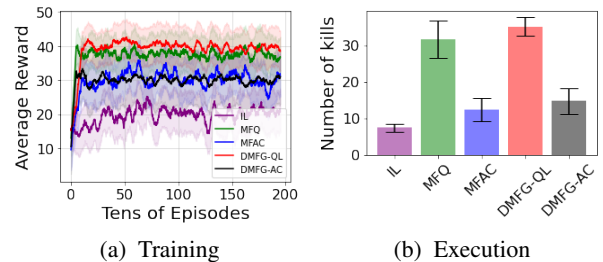 Average Reward
50
40
30
20
10
0
50
100
150
200
Tens of Episodes
IL
MFQ
MFAC
DMFG-QL
DMFG-AC
(a) Training
Number of kills
30
20
10
0
IL
MFQ
MFAC
DMFG-QL
DMFG-AC
(b) Execution